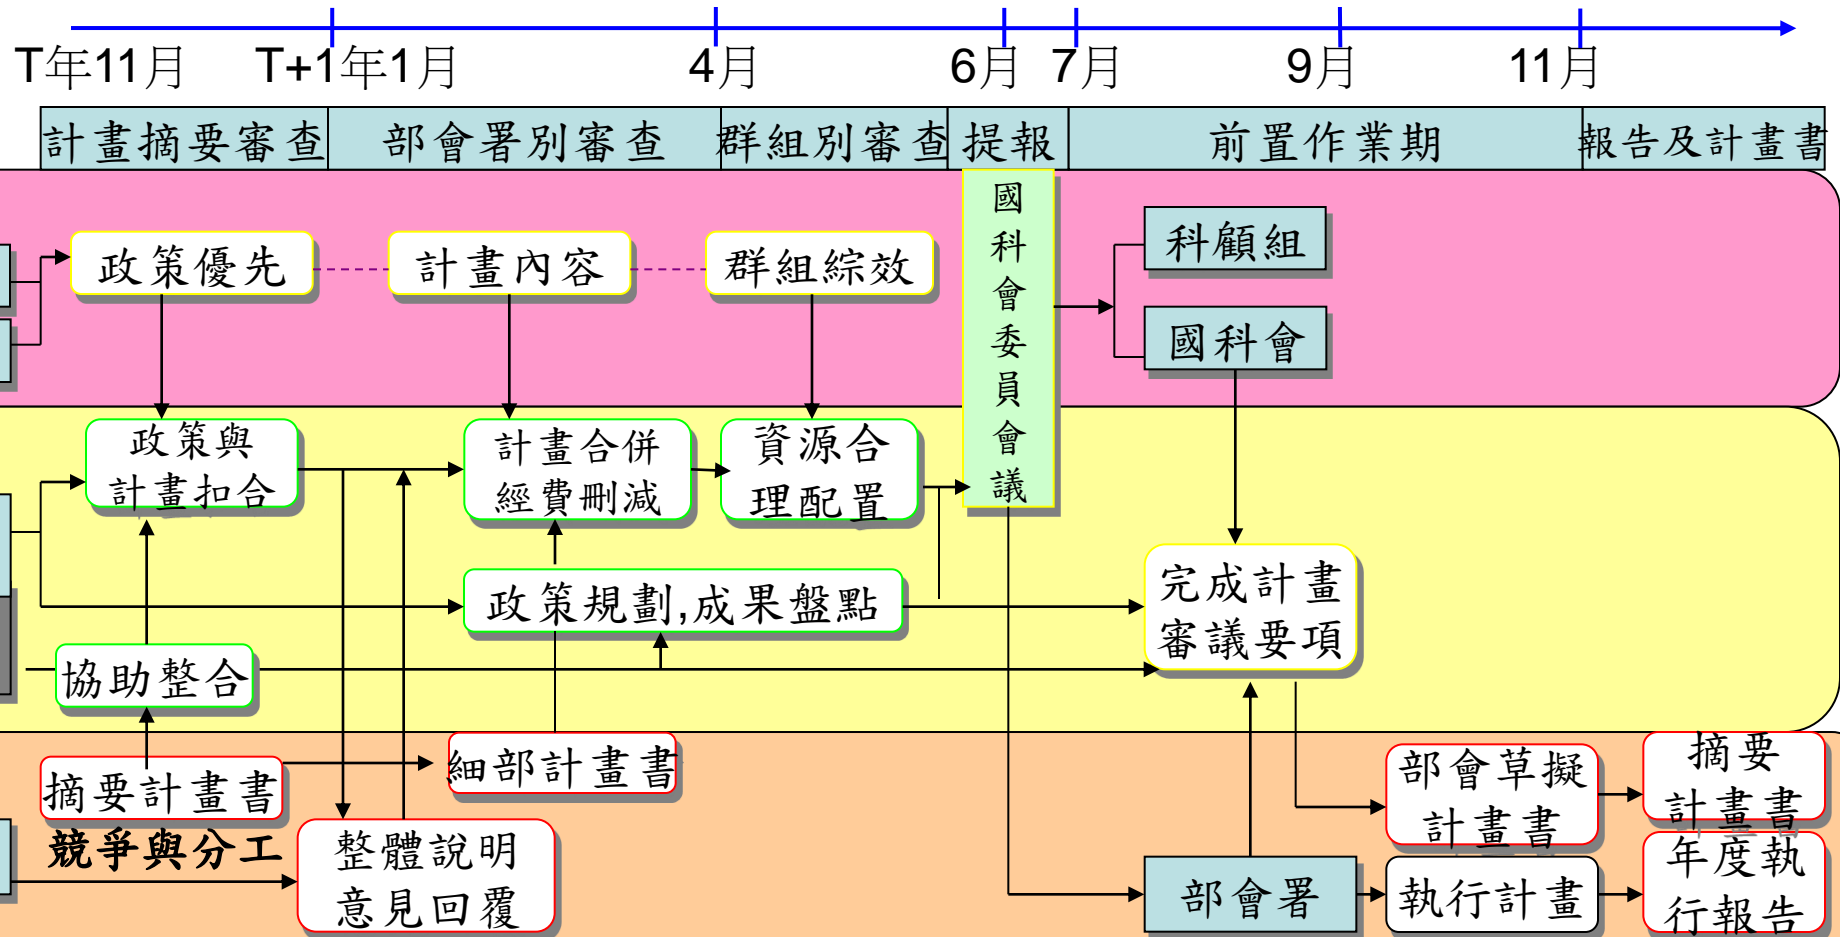 T年11月
T+1年1月
4月
6月
7月
9月
11月
計畫摘要審查
部會署別審查
群組別審查
提報
前置作業期
報告及計畫書
政策優先
計畫內容
群組綜效
國科會委員會議
科顧組
國科會
政策與
計畫扣合
計畫合併
經費刪減
資源合
理配置
政策規劃,成果盤點
完成計畫
審議要項
協助整合
摘要計畫書
細部計畫書
競爭與分工
整體說明
意見回覆
部會草擬
計畫書
摘要
計畫書
部會署
執行計畫
年度執
行報告